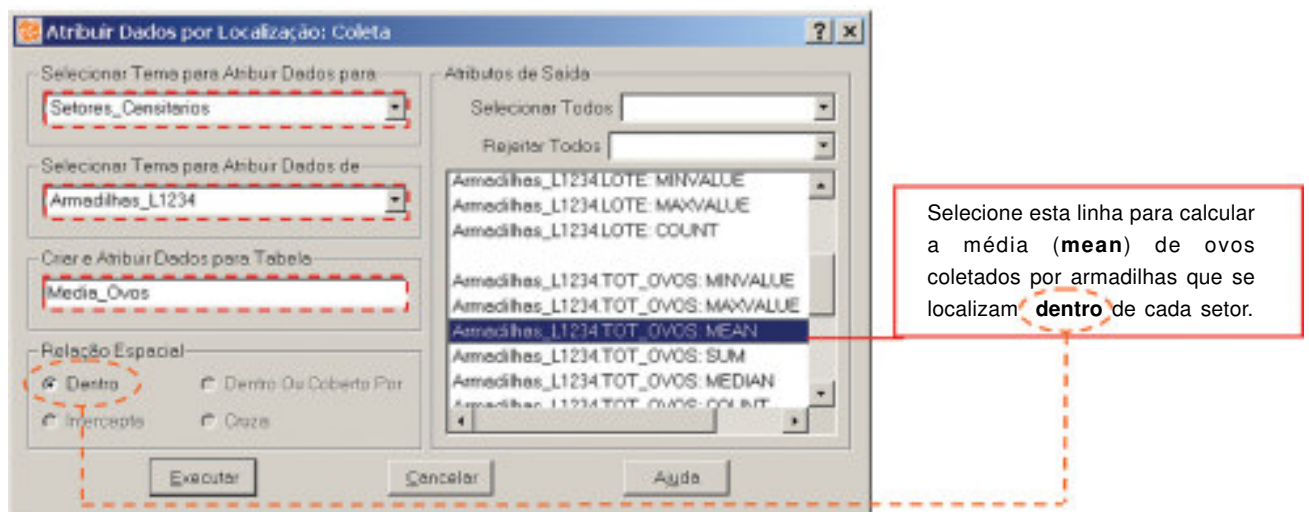 Atribuir Dados por Localização: Coleta
Selecionar Tema para Atribuir Dados para
Setores_Censitarios
Selecionar Tema para Atribuir Dados de
Armadilhas_L1234
Criar e Atribuir Dados para Tabela
Media_Ovos
Relação Espacial
Dentro
Dentro Ou Coberto Por
Intercepta
Cruza
Atributos de Saída
Selecionar Todos
Rejeitar Todos
Armadilhas_L1234.LOTE: MINVALUE
Armadilhas_L1234.LOTE: MAXVALUE
Armadilhas_L1234.LOTE: COUNT
Armadilhas_L1234.TOT_OVOS: MINVALUE
Armadilhas_L1234.TOT_OVOS: MAXVALUE
Armadilhas_L1234.TOT_OVOS: MEAN
Armadilhas_L1234.TOT_OVOS: SUM
Armadilhas_L1234.TOT_OVOS: MEDIAN
Armadilhas_L1234.TOT_OVOS: COUNT
Executar
Cancelar
Ajuda
Selecione esta linha para calcular
a média (mean) de ovos
coletados por armadilhas que se
localizam dentro de cada setor.